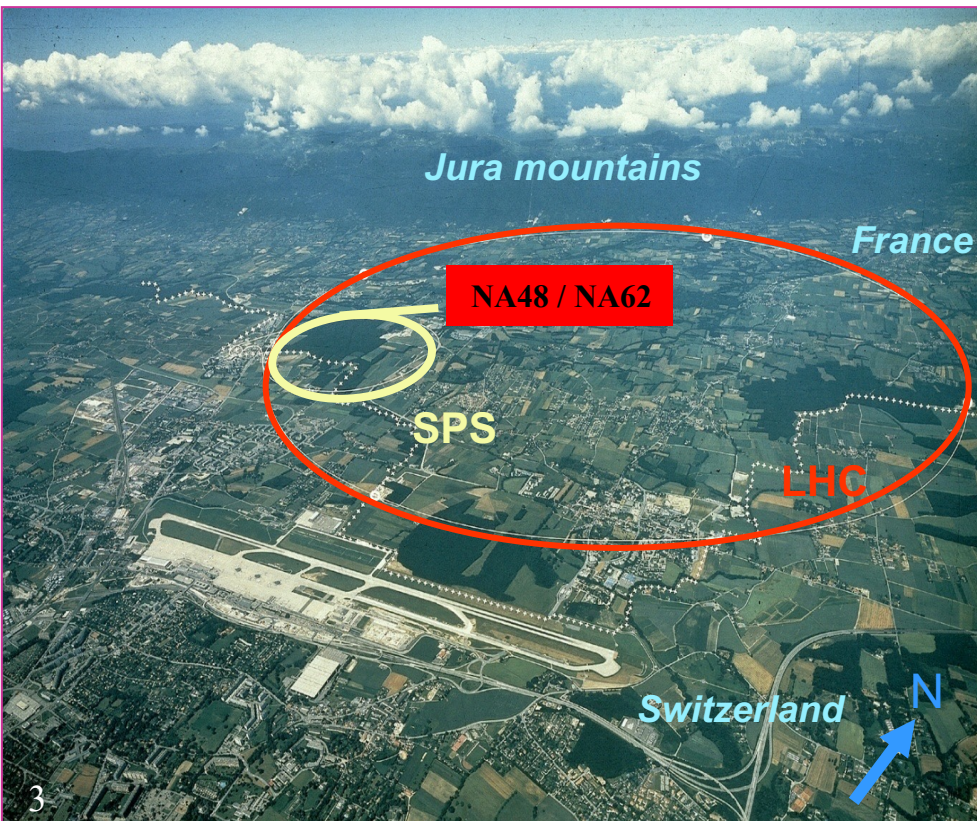 Jura mountains
France
NA48 / NA62
SPS
LHC
Switzerland
N
3